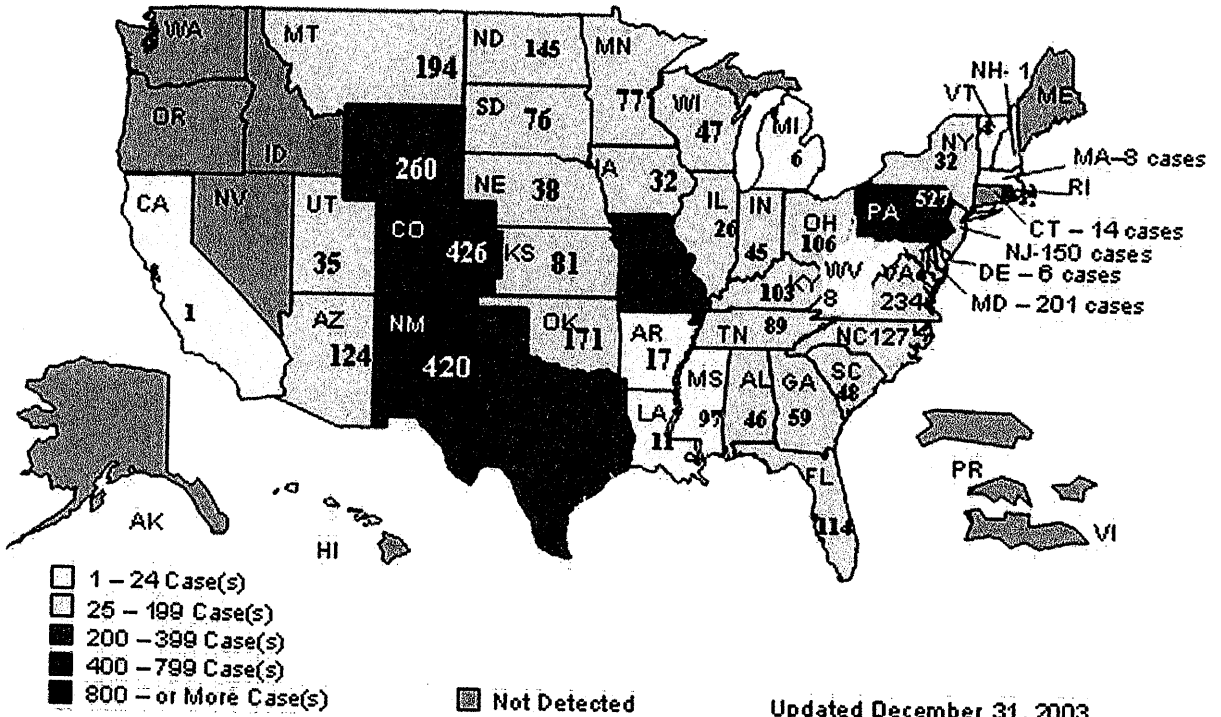 WA
MT
194
ND 145
MN
77
NH- 1
VT
ME
OR
ID
SD
76
WI
47
MI
6
NY
32
MA-8 cases
RI
260
NE 38
IA 32
CA
NV
UT
35
CO
426
KS 81
IL
26
IN
45
OH
106
PA 527
CT - 14 cases
NJ-150 cases
DE - 6 cases
MD - 201 cases
1
AZ
124
NM
420
OK
171
103
KY
WV
8
VA
234
TN 89
NC127
AR
17
SC
48
MS
97
AL
46
GA
59
LA
11
FL
114
AK
HI
PR
VI
1 - 24 Case(s)
25 - 199 Case(s)
200 - 399 Case(s)
400 - 799 Case(s)
800 - or More Case(s)
Not Detected
Updated December 31, 2003